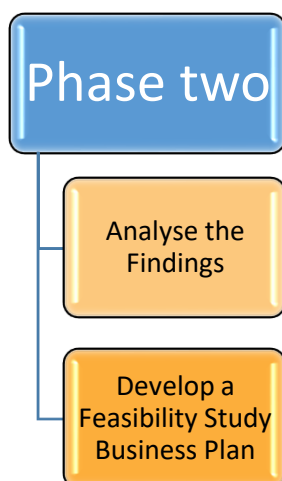 Phase two
Analyse the
Findings
Develop a
Feasibility Study
Business Plan